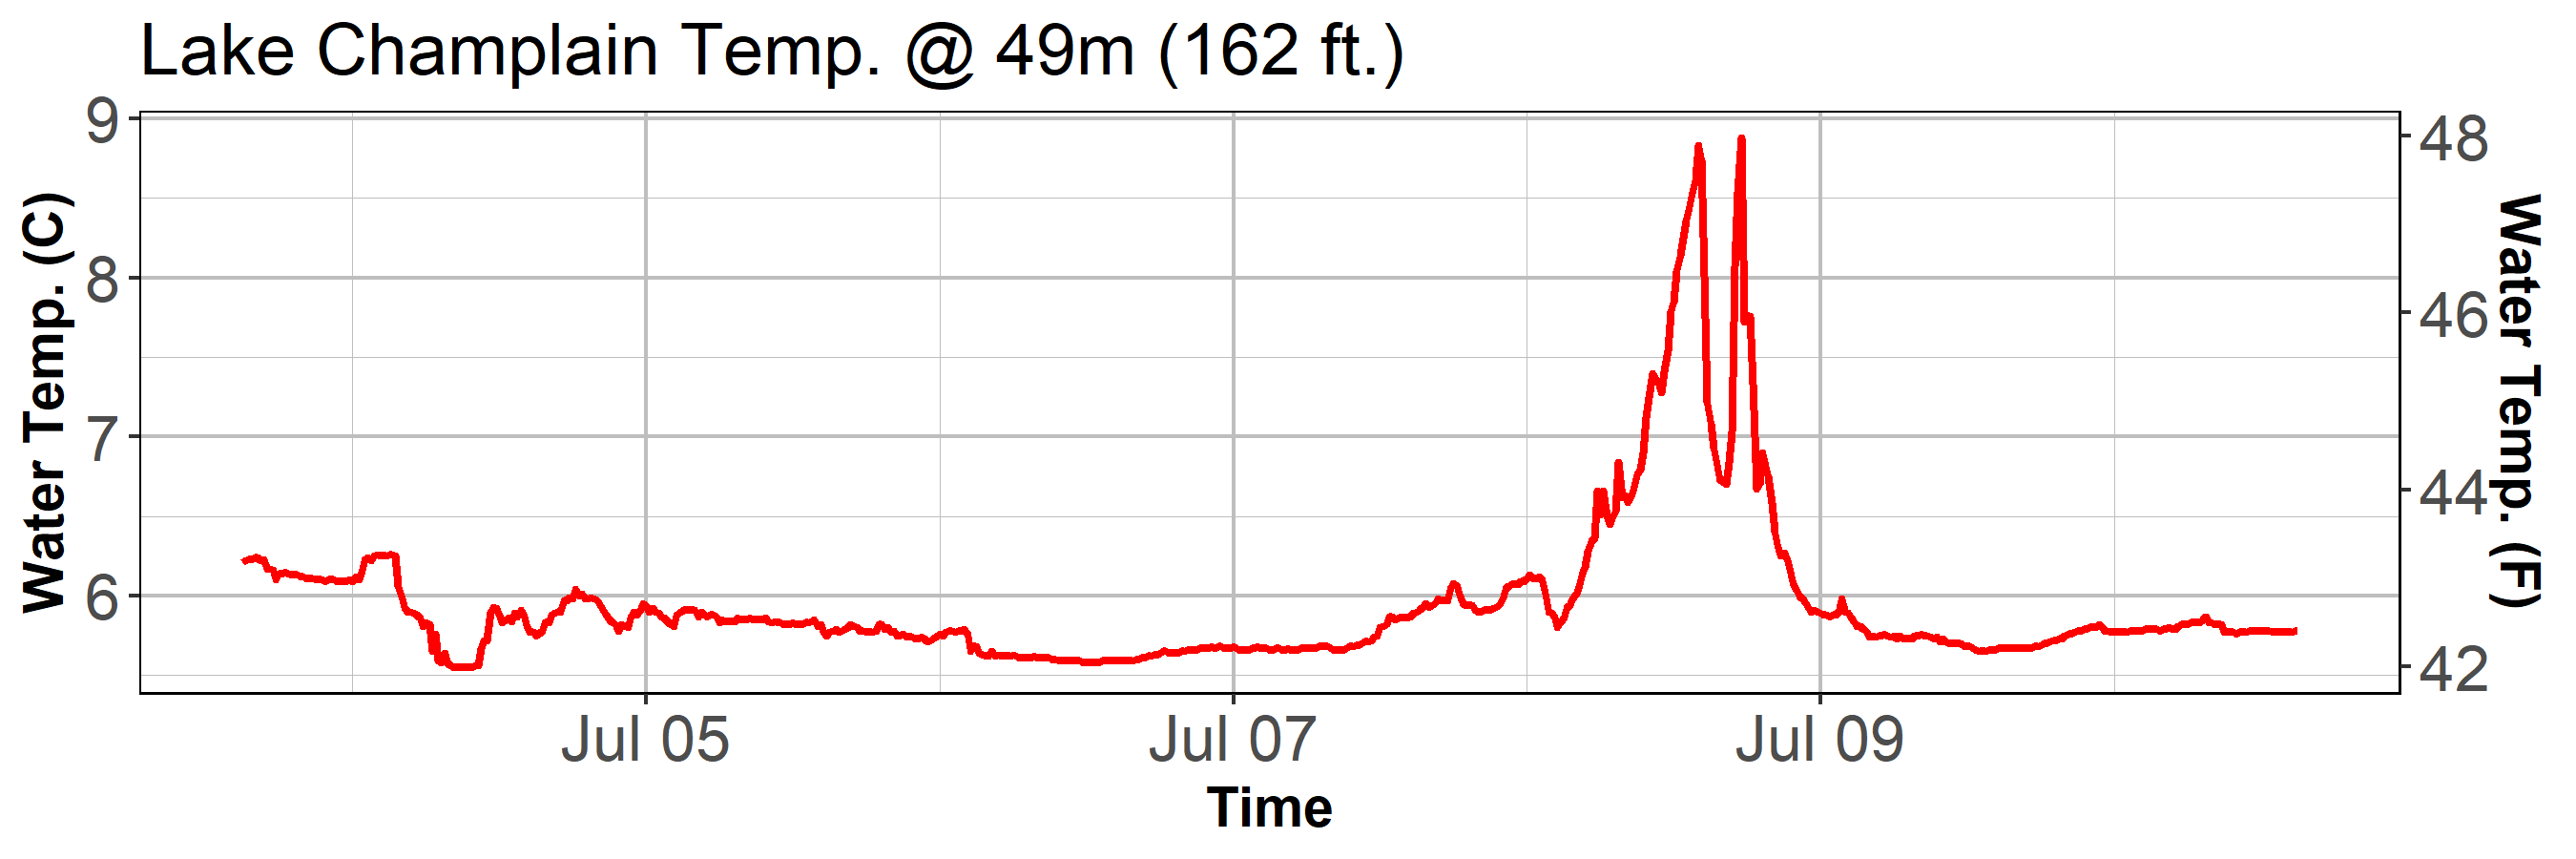 Lake Champlain Temp. @ 49m (162 ft.)
Water Temp. (C)
9
8
7
6
48
46
44
42
Water Temp. (F)
Jul 05 Jul 07 Jul 09
Time